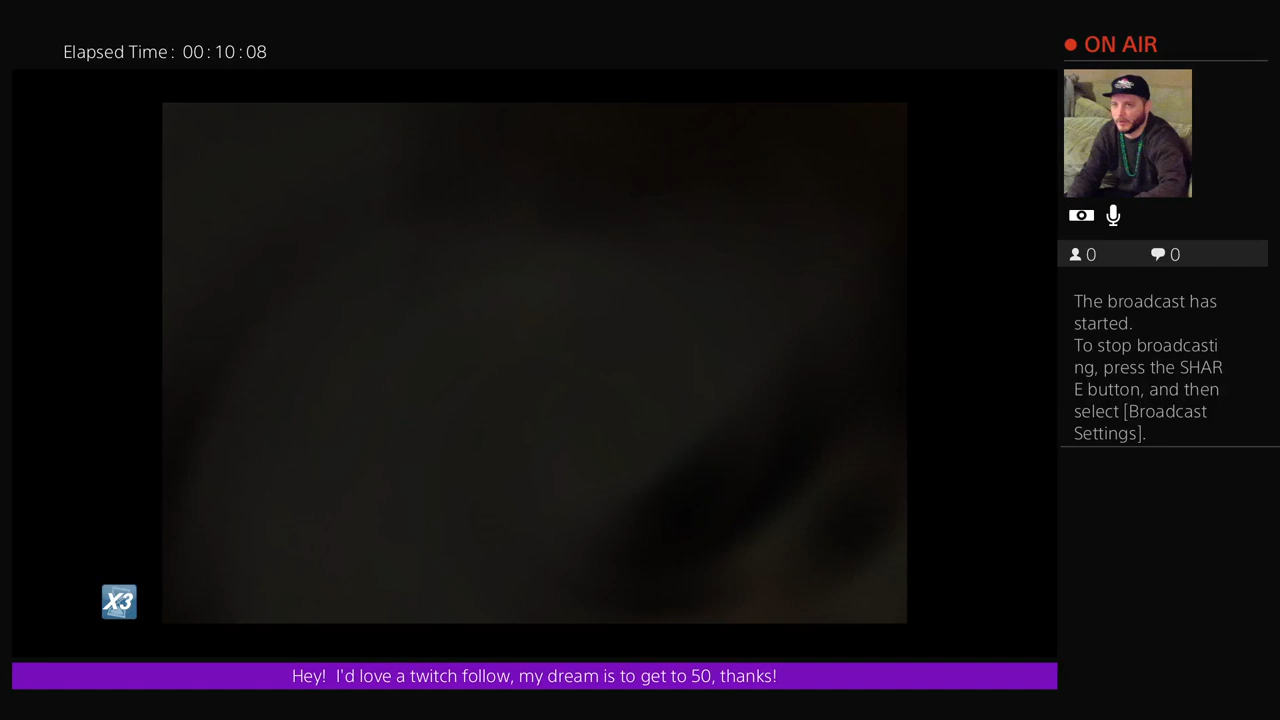 Elapsed Time: 00:10:08
ON AIR
0 0
The broadcast has
started.
To stop broadcasti
ng, press the SHAR
E button, and then
select [Broadcast
Settings].
X3
Hey!  I'd love a twitch follow, my dream is to get to 50, thanks!